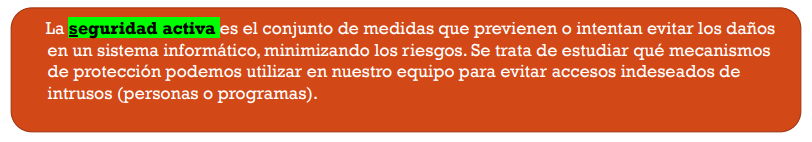 La seguridad activa es el conjunto de medidas que previenen o intentan evitar los daños
en un sistema informático, minimizando los riesgos. Se trata de estudiar qué mecanismos
de protección podemos utilizar en nuestro equipo para evitar accesos indeseados de
intrusos (personas o programas).